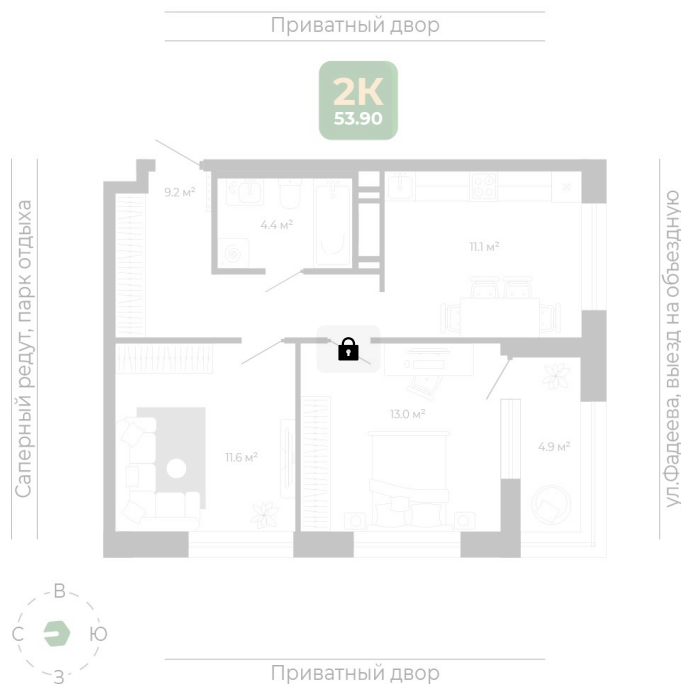 Приватный двор
2К
53.90
Саперный редут, парк отдыха
ул.Фадеева, выезд на объездную
9.2 м²
4.4 м²
11.1 м²
13.0 м²
11.6 м²
4.9 м²
В
С
Ю
З
Приватный двор